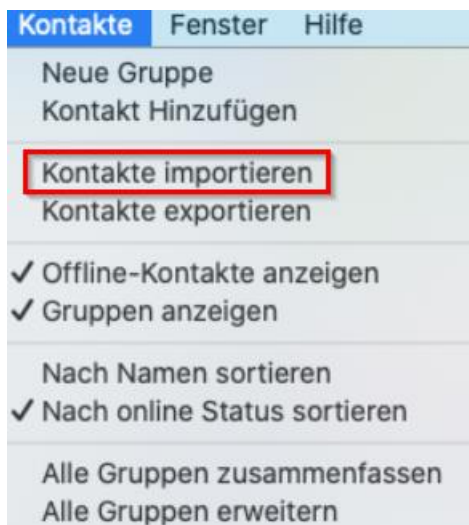 Kontakte Fenster Hilfe
Neue Gruppe
Kontakt Hinzufügen
Kontakte importieren
Kontakte exportieren
✓ Offline-Kontakte anzeigen
✓ Gruppen anzeigen
Nach Namen sortieren
✓ Nach online Status sortieren
Alle Gruppen zusammenfassen
Alle Gruppen erweitern